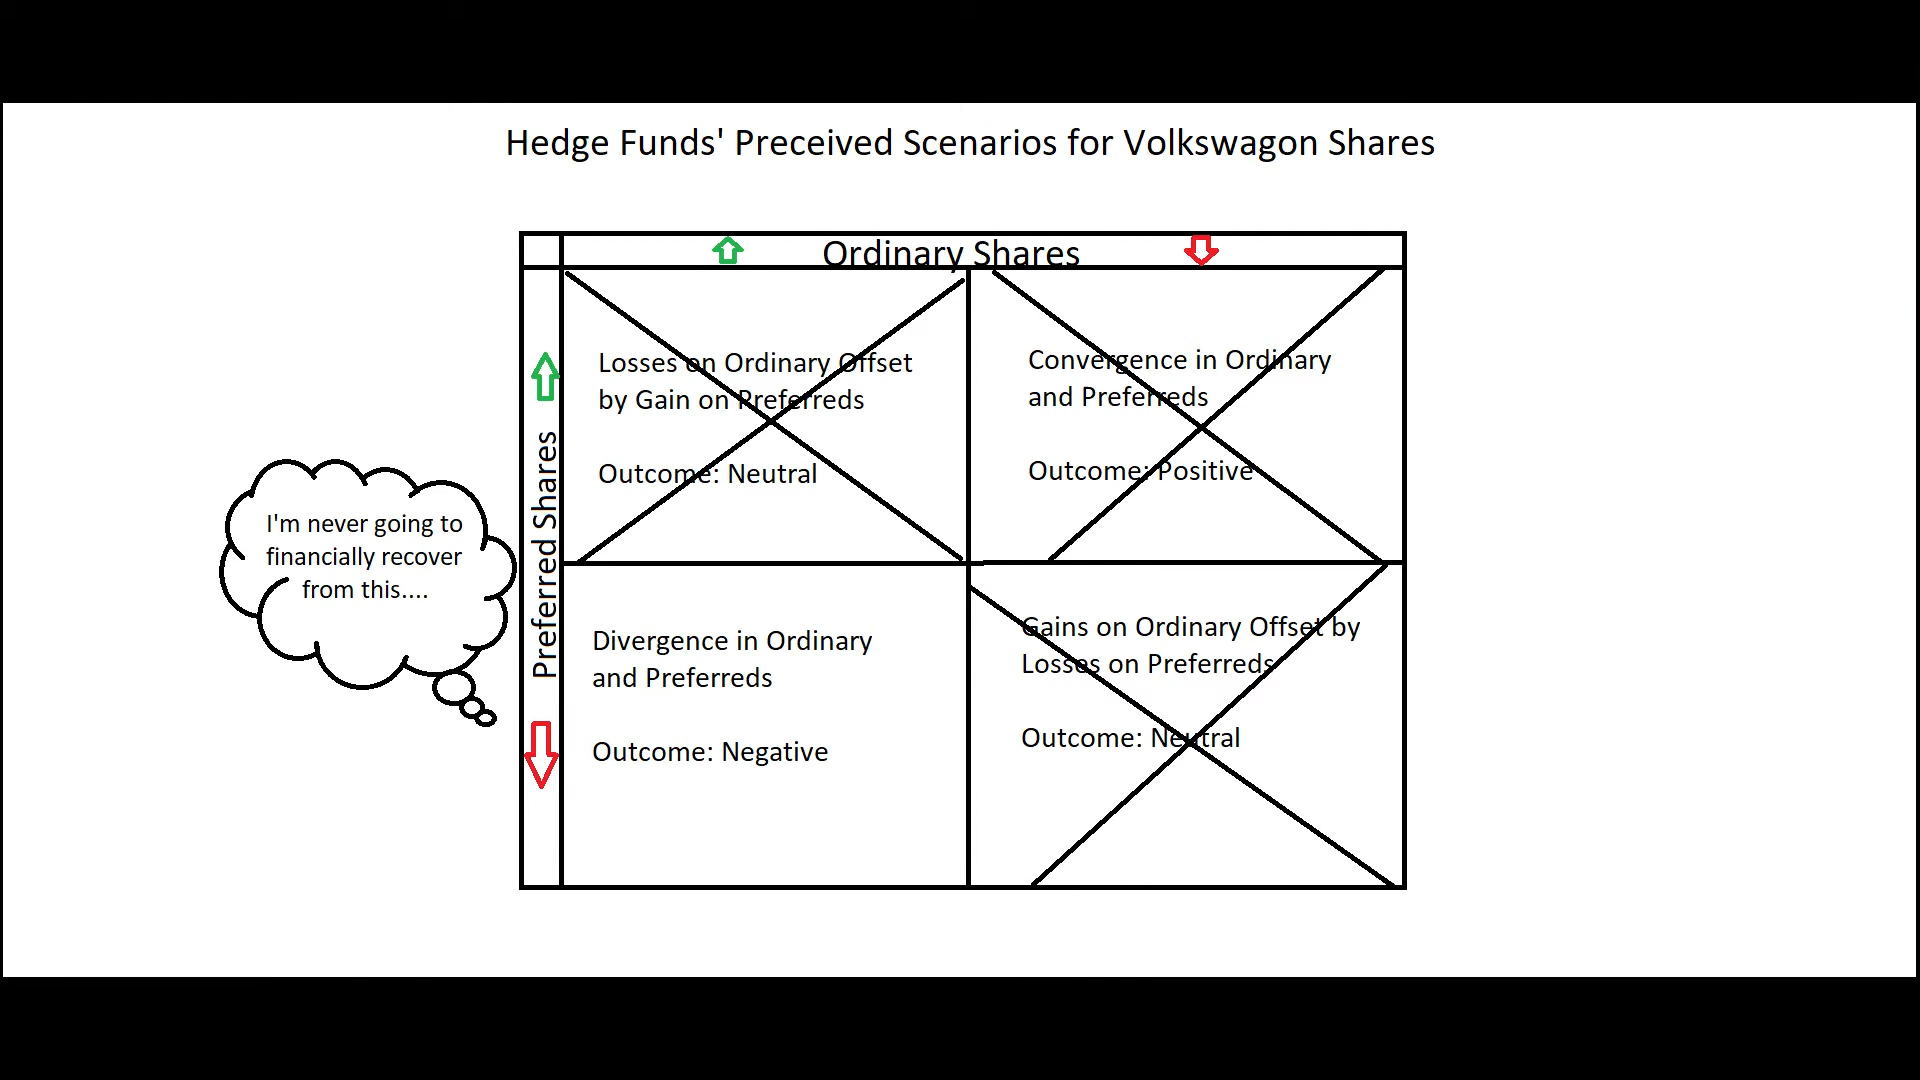 Hedge Funds' Preceived Scenarios for Volkswagon Shares
Ordinary Shares
Preferred Shares
Losses on Ordinary Offset
by Gain on Preferreds
Outcome: Neutral
Convergence in Ordinary
and Preferreds
Outcome: Positive
I'm never going to
financially recover
from this....
Divergence in Ordinary
and Preferreds
Outcome: Negative
Gains on Ordinary Offset by
Losses on Preferreds
Outcome: Neutral